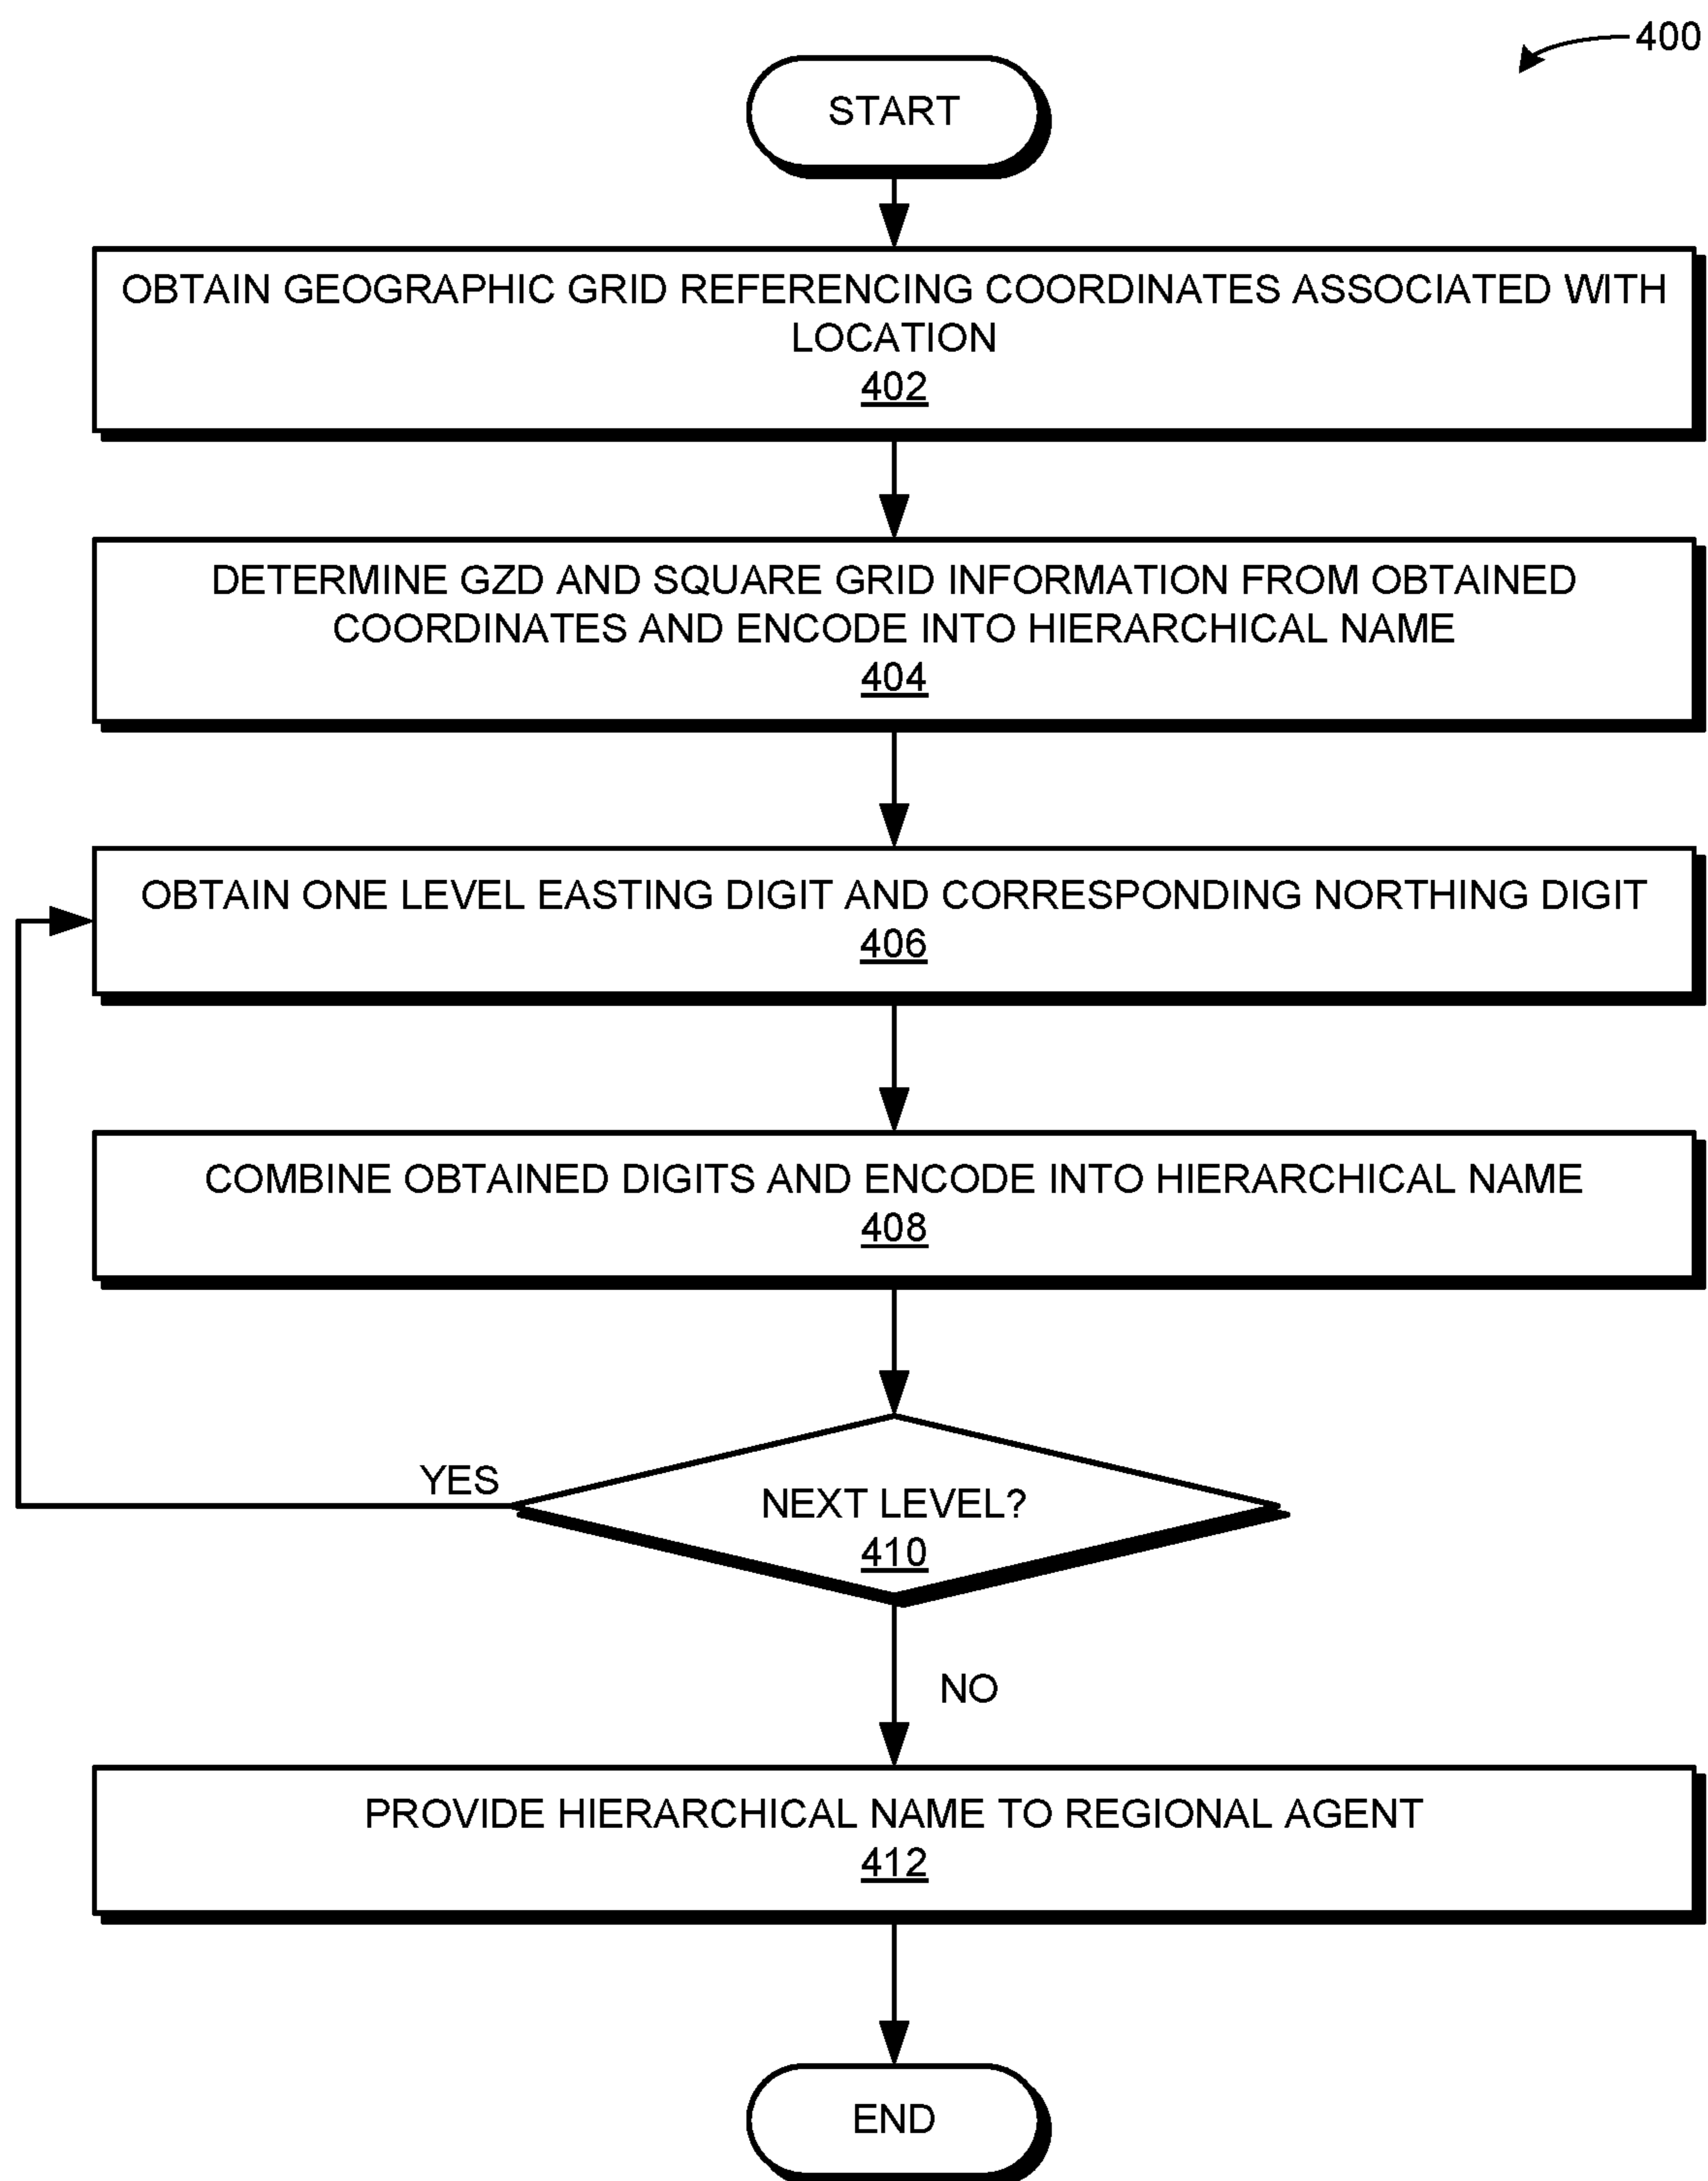 400
START
OBTAIN GEOGRAPHIC GRID REFERENCING COORDINATES ASSOCIATED WITH
LOCATION
402
DETERMINE GZD AND SQUARE GRID INFORMATION FROM OBTAINED
COORDINATES AND ENCODE INTO HIERARCHICAL NAME
404
OBTAIN ONE LEVEL EASTING DIGIT AND CORRESPONDING NORTHING DIGIT
406
COMBINE OBTAINED DIGITS AND ENCODE INTO HIERARCHICAL NAME
408
YES
NEXT LEVEL?
410
NO
PROVIDE HIERARCHICAL NAME TO REGIONAL AGENT
412
END